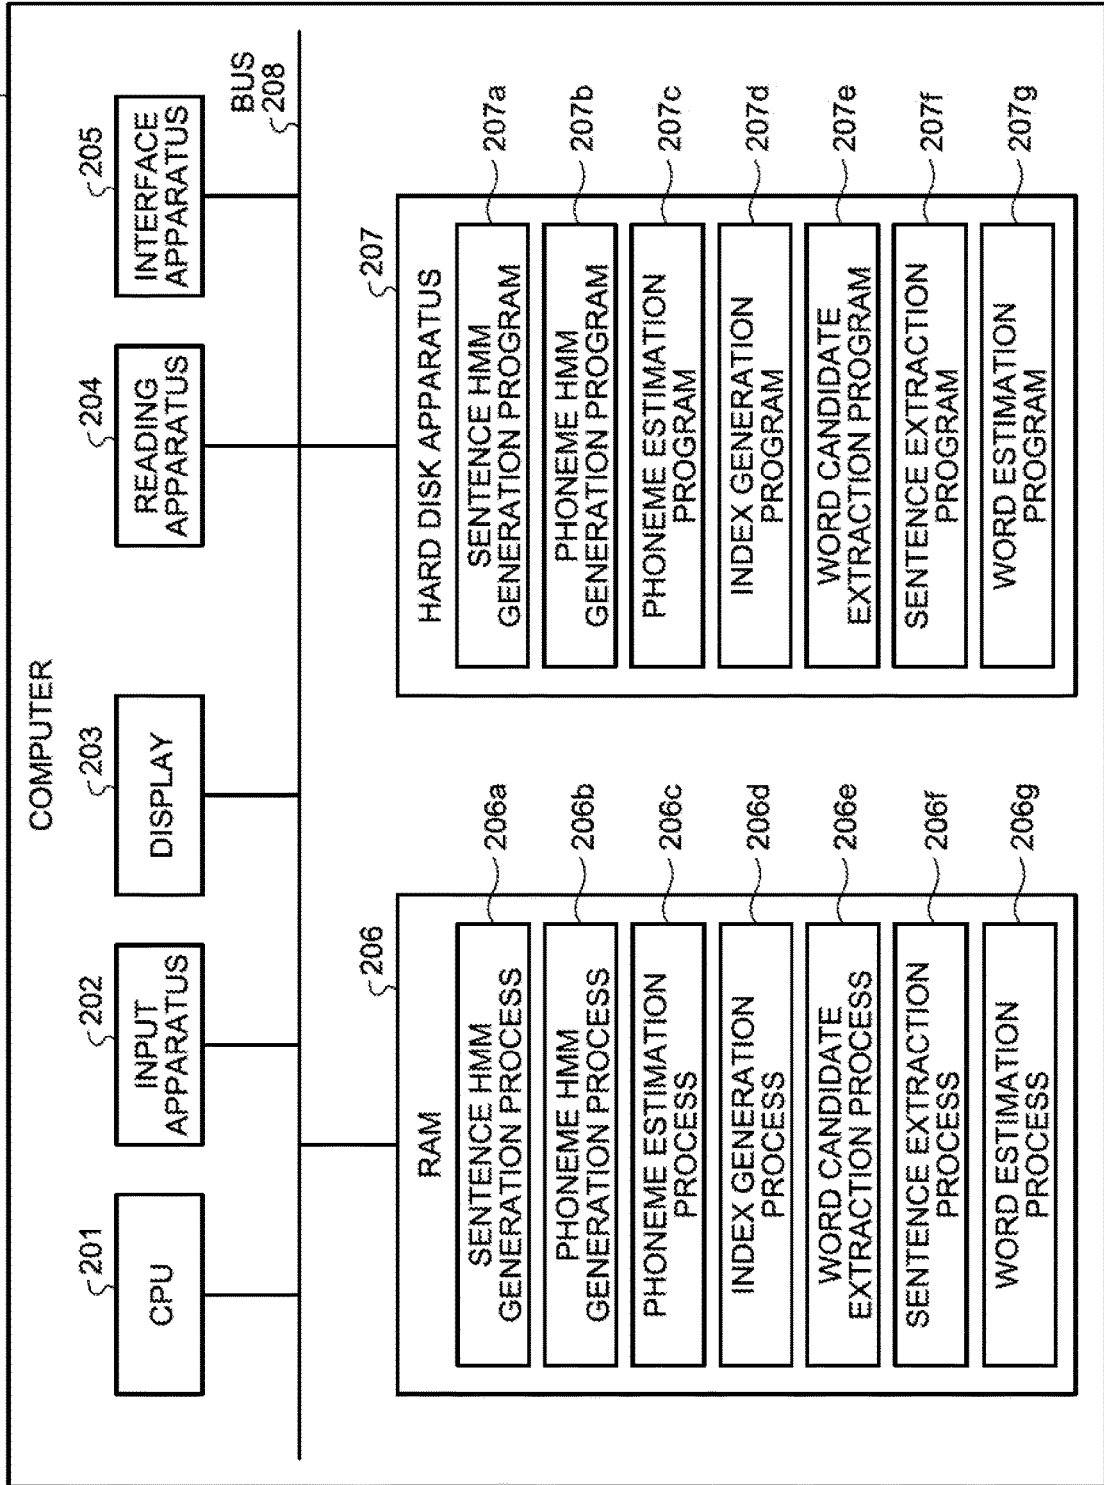 COMPUTER
201
CPU
202
INPUT
APPARATUS
203
DISPLAY
204
READING
APPARATUS
205
INTERFACE
APPARATUS
BUS
208
206
RAM
SENTENCE HMM
GENERATION PROCESS
206a
PHONEME HMM
GENERATION PROCESS
206b
PHONEME ESTIMATION
PROCESS
206c
INDEX GENERATION
PROCESS
206d
WORD CANDIDATE
EXTRACTION PROCESS
206e
SENTENCE EXTRACTION
PROCESS
206f
WORD ESTIMATION
PROCESS
206g
207
HARD DISK APPARATUS
SENTENCE HMM
GENERATION PROGRAM
207a
PHONEME HMM
GENERATION PROGRAM
207b
PHONEME ESTIMATION
PROGRAM
207c
INDEX GENERATION
PROGRAM
207d
WORD CANDIDATE
EXTRACTION PROGRAM
207e
SENTENCE EXTRACTION
PROGRAM
207f
WORD ESTIMATION
PROGRAM
207g